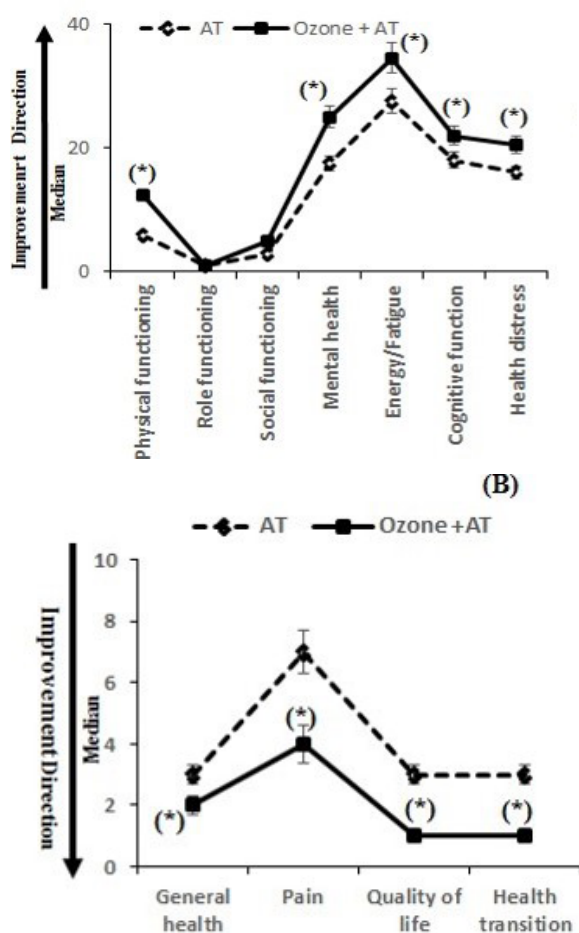 AT Ozone + AT
Improvemenrt Direction
Median
40
20
0
(*)
(*)
(*)
(*)
(*)
Physical functioning
Role functioning
Social functioning
Mental health
Energy/Fatigue
Cognitive function
Health distress
(B)
AT Ozone +AT
Improvement Direction
Median
10
8
6
4
2
0
(*)
(*)
(*)
(*)
General health
Pain
Quality of life
Health transition